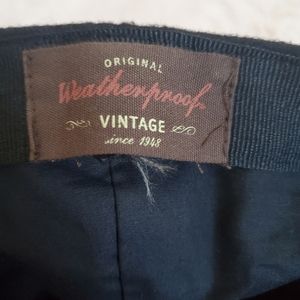 ORIGINAL
Weatherproof
VINTAGE
since 1948